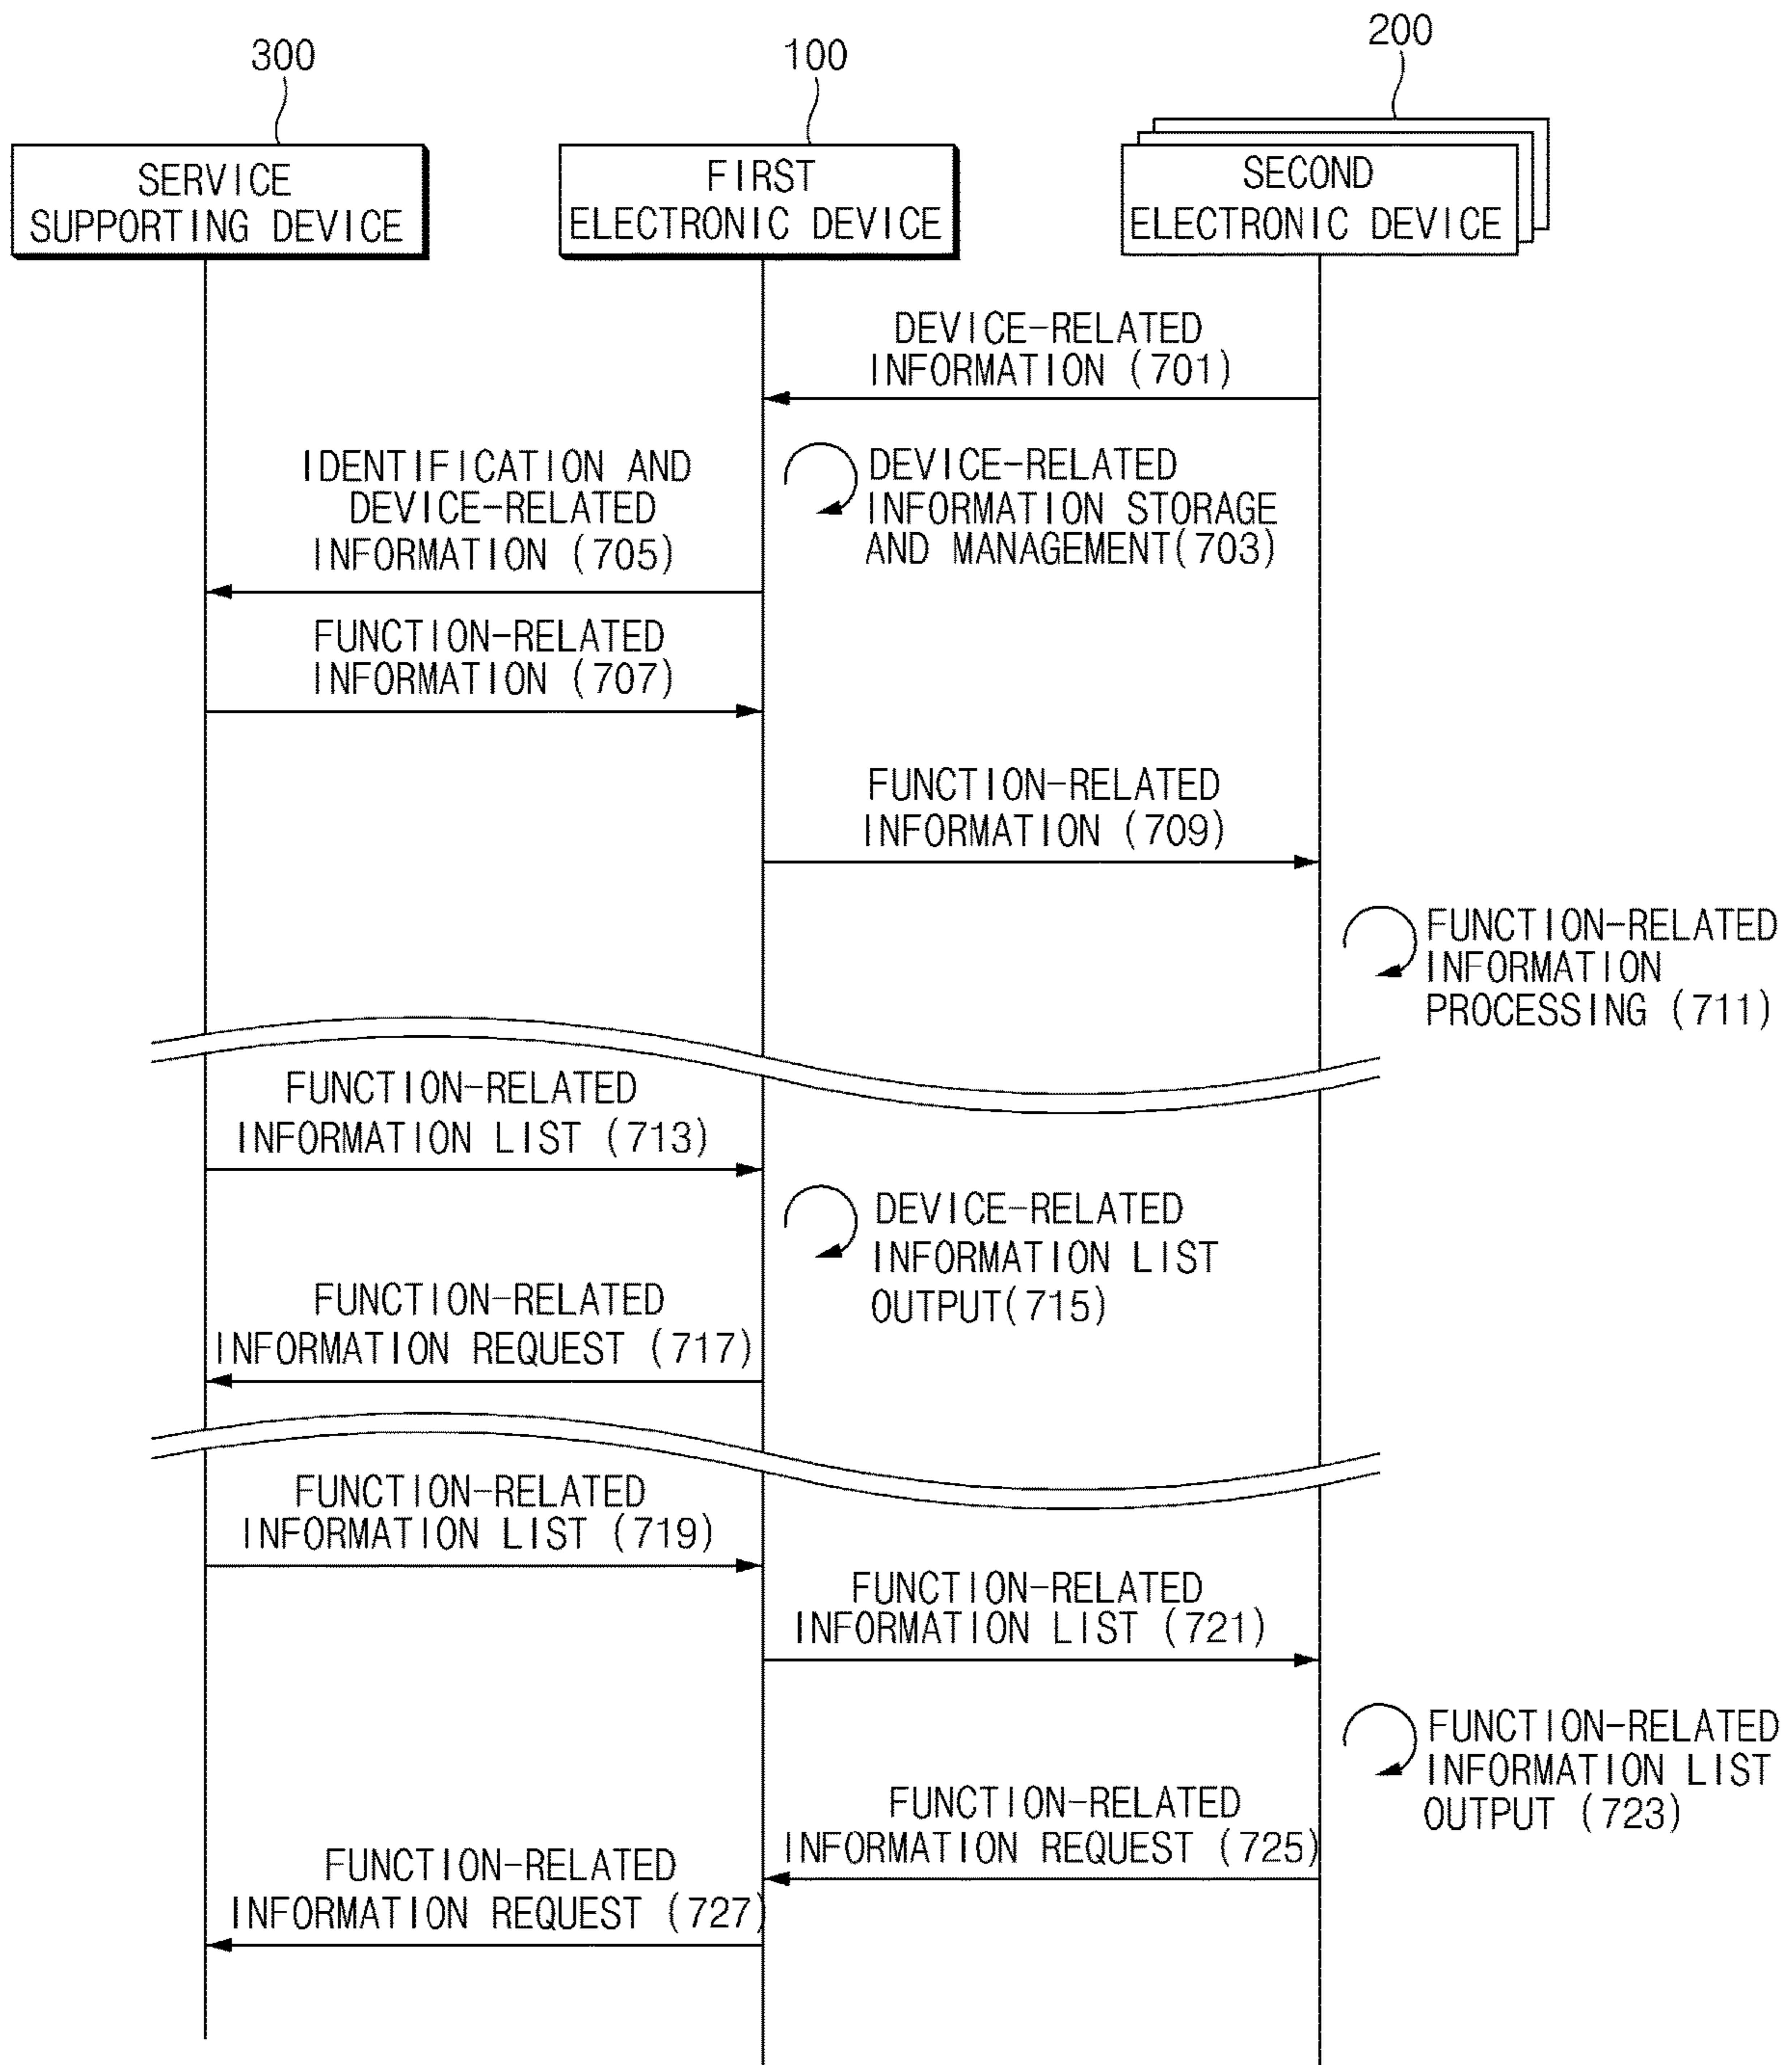 300
100
200
SERVICE
SUPPORTING DEVICE
FIRST
ELECTRONIC DEVICE
SECOND
ELECTRONIC DEVICE
DEVICE-RELATED
INFORMATION (701)
DEVICE-RELATED
INFORMATION STORAGE
AND MANAGEMENT(703)
IDENTIFICATION AND
DEVICE-RELATED
INFORMATION (705)
FUNCTION-RELATED
INFORMATION (707)
FUNCTION-RELATED
INFORMATION (709)
FUNCTION-RELATED
INFORMATION
PROCESSING (711)
FUNCTION-RELATED
INFORMATION LIST (713)
DEVICE-RELATED
INFORMATION LIST
OUTPUT(715)
FUNCTION-RELATED
INFORMATION REQUEST (717)
FUNCTION-RELATED
INFORMATION LIST (719)
FUNCTION-RELATED
INFORMATION LIST (721)
FUNCTION-RELATED
INFORMATION LIST
OUTPUT (723)
FUNCTION-RELATED
INFORMATION REQUEST (725)
FUNCTION-RELATED
INFORMATION REQUEST (727)